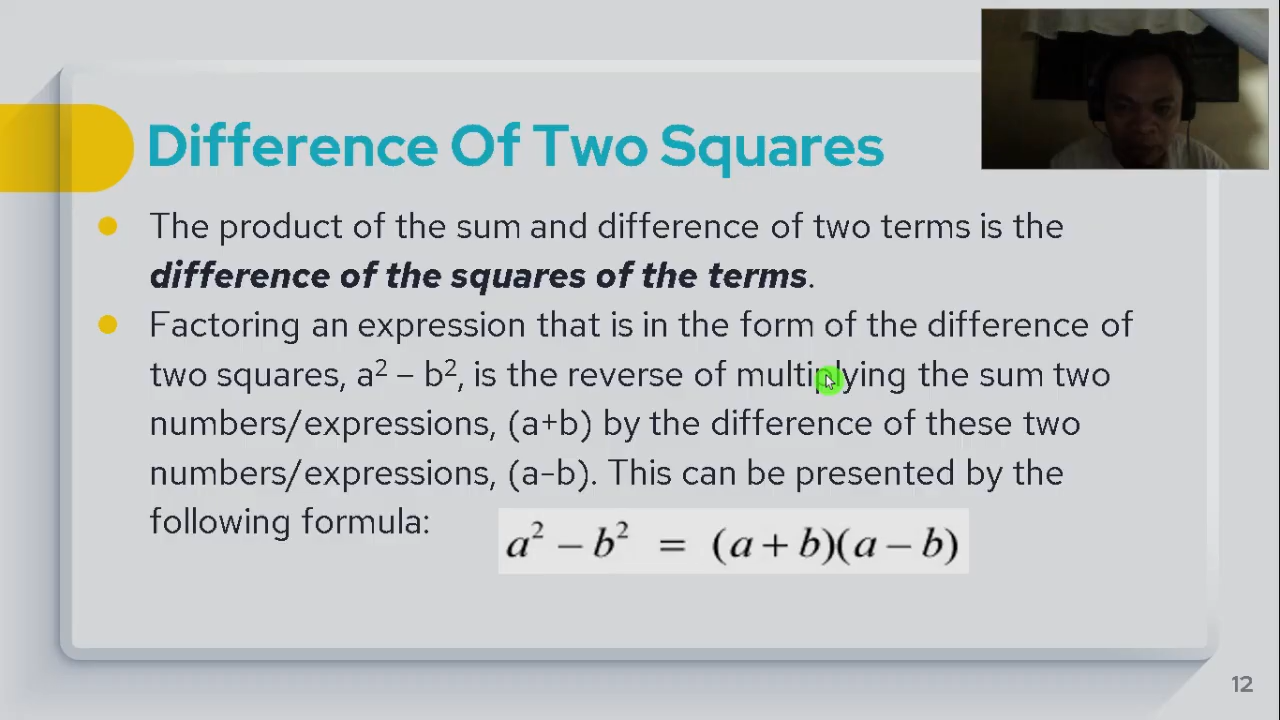 Difference Of Two Squares
The product of the sum and difference of two terms is the
difference of the squares of the terms.
Factoring an expression that is in the form of the difference of
two squares, a² – b², is the reverse of multiplying the sum two
numbers/expressions, (a+b) by the difference of these two
numbers/expressions, (a-b). This can be presented by the
following formula:
a² – b² = (a + b)(a – b)
12